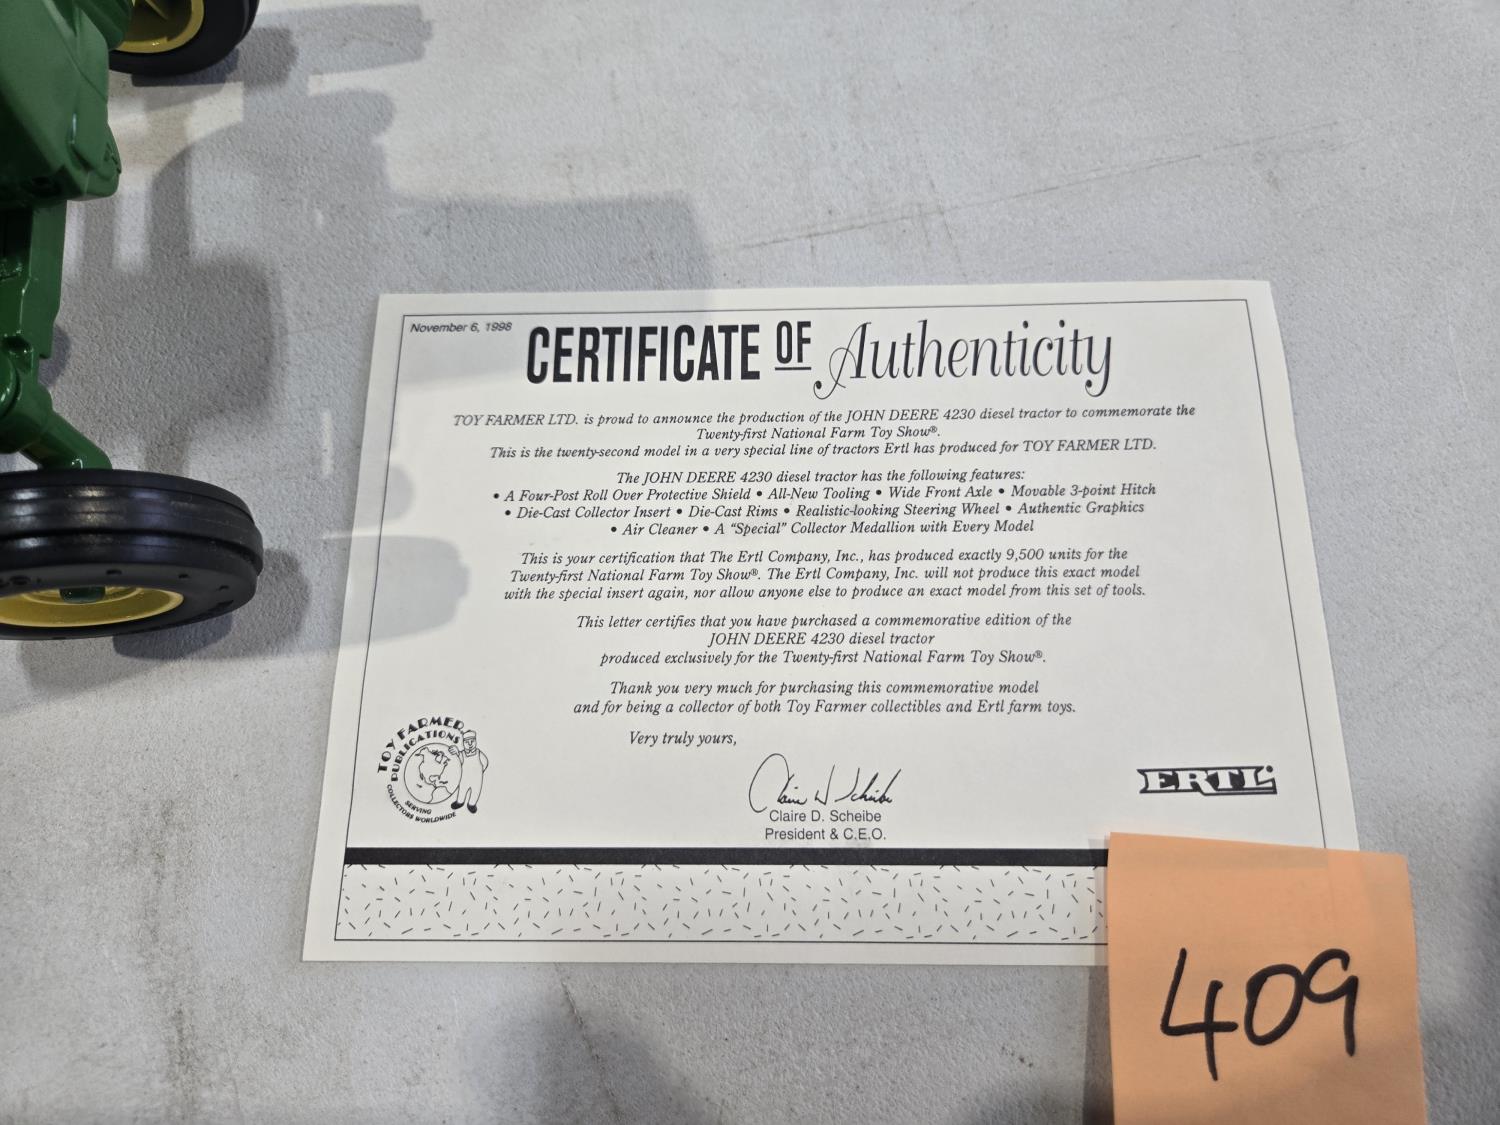 November 6, 1998
CERTIFICATE OF Authenticity
TOY FARMER LTD. is proud to announce the production of the JOHN DEERE 4230 diesel tractor to commemorate the
Twenty-first National Farm Toy Show®.
This is the twenty-second model in a very special line of tractors Ertl has produced for TOY FARMER LTD.
The JOHN DEERE 4230 diesel tractor has the following features:
• A Four-Post Roll Over Protective Shield • All-New Tooling • Wide Front Axle • Movable 3-point Hitch
• Die-Cast Collector Insert • Die-Cast Rims • Realistic-looking Steering Wheel • Authentic Graphics
• Air Cleaner • A “Special” Collector Medallion with Every Model
This is your certification that The Ertl Company, Inc., has produced exactly 9,500 units for the
Twenty-first National Farm Toy Show®. The Ertl Company, Inc. will not produce this exact model
with the special insert again, nor allow anyone else to produce an exact model from this set of tools.
This letter certifies that you have purchased a commemorative edition of the
JOHN DEERE 4230 diesel tractor
produced exclusively for the Twenty-first National Farm Toy Show®.
Thank you very much for purchasing this commemorative model
and for being a collector of both Toy Farmer collectibles and Ertl farm toys.
Very truly yours,
Claire D. Scheibe
Claire D. Scheibe
President & C.E.O.
TOY FARMER
PUBLICATIONS
SERVING
COLLECTORS WORLDWIDE
ERTL
409